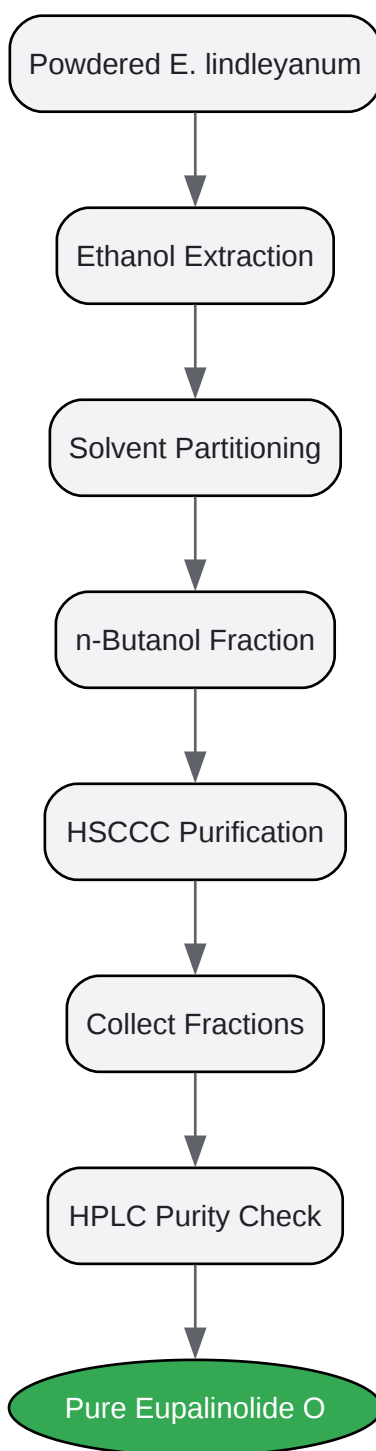 Powdered E. lindleyanum
Ethanol Extraction
Solvent Partitioning
n-Butanol Fraction
HSCCC Purification
Collect Fractions
HPLC Purity Check
Pure Eupalinolide O